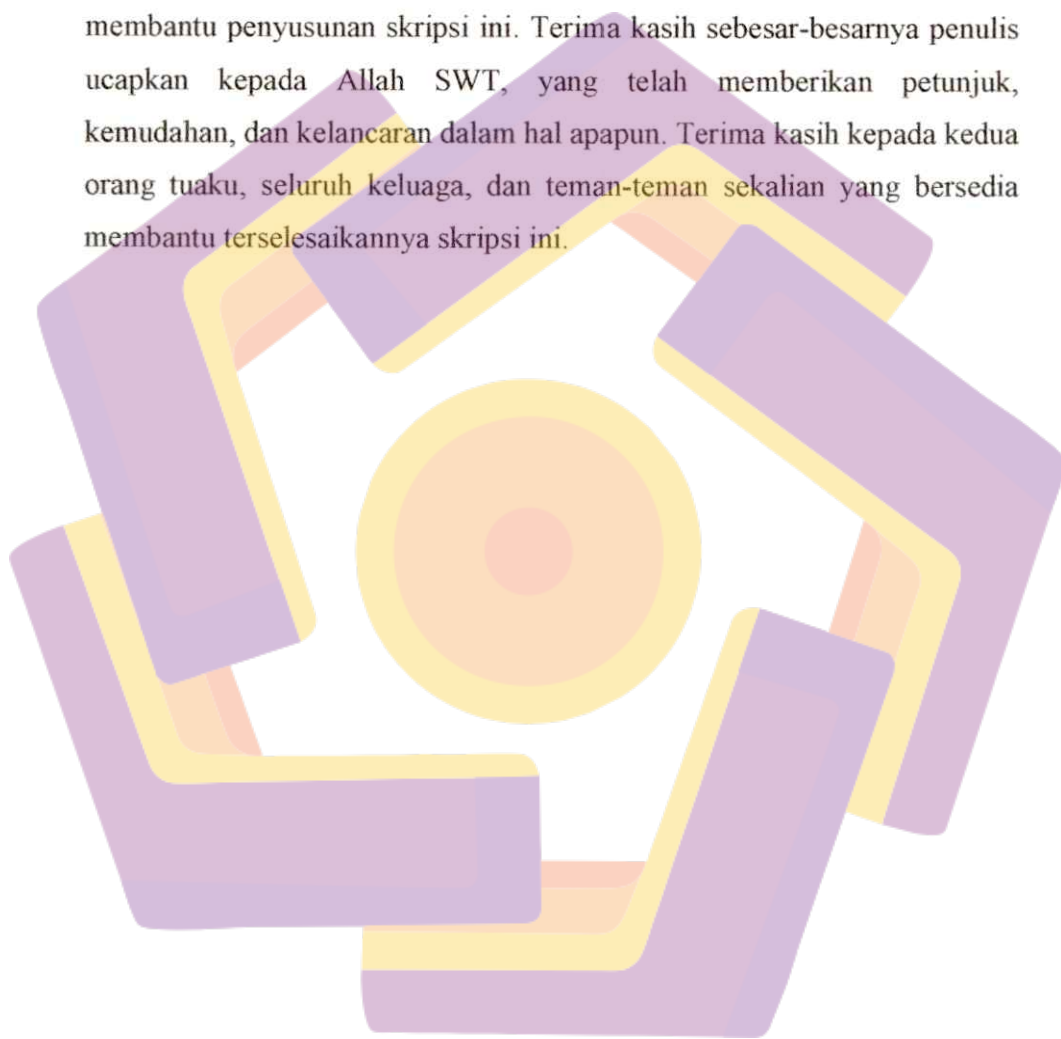 membantu penyusunan skripsi ini. Terima kasih sebesar-besarnya penulis
ucapkan kepada Allah SWT, yang telah memberikan petunjuk,
kemudahan, dan kelancaran dalam hal apapun. Terima kasih kepada kedua
orang tuaku, seluruh keluaga, dan teman-teman sekalian yang bersedia
membantu terselesaikannya skripsi ini.